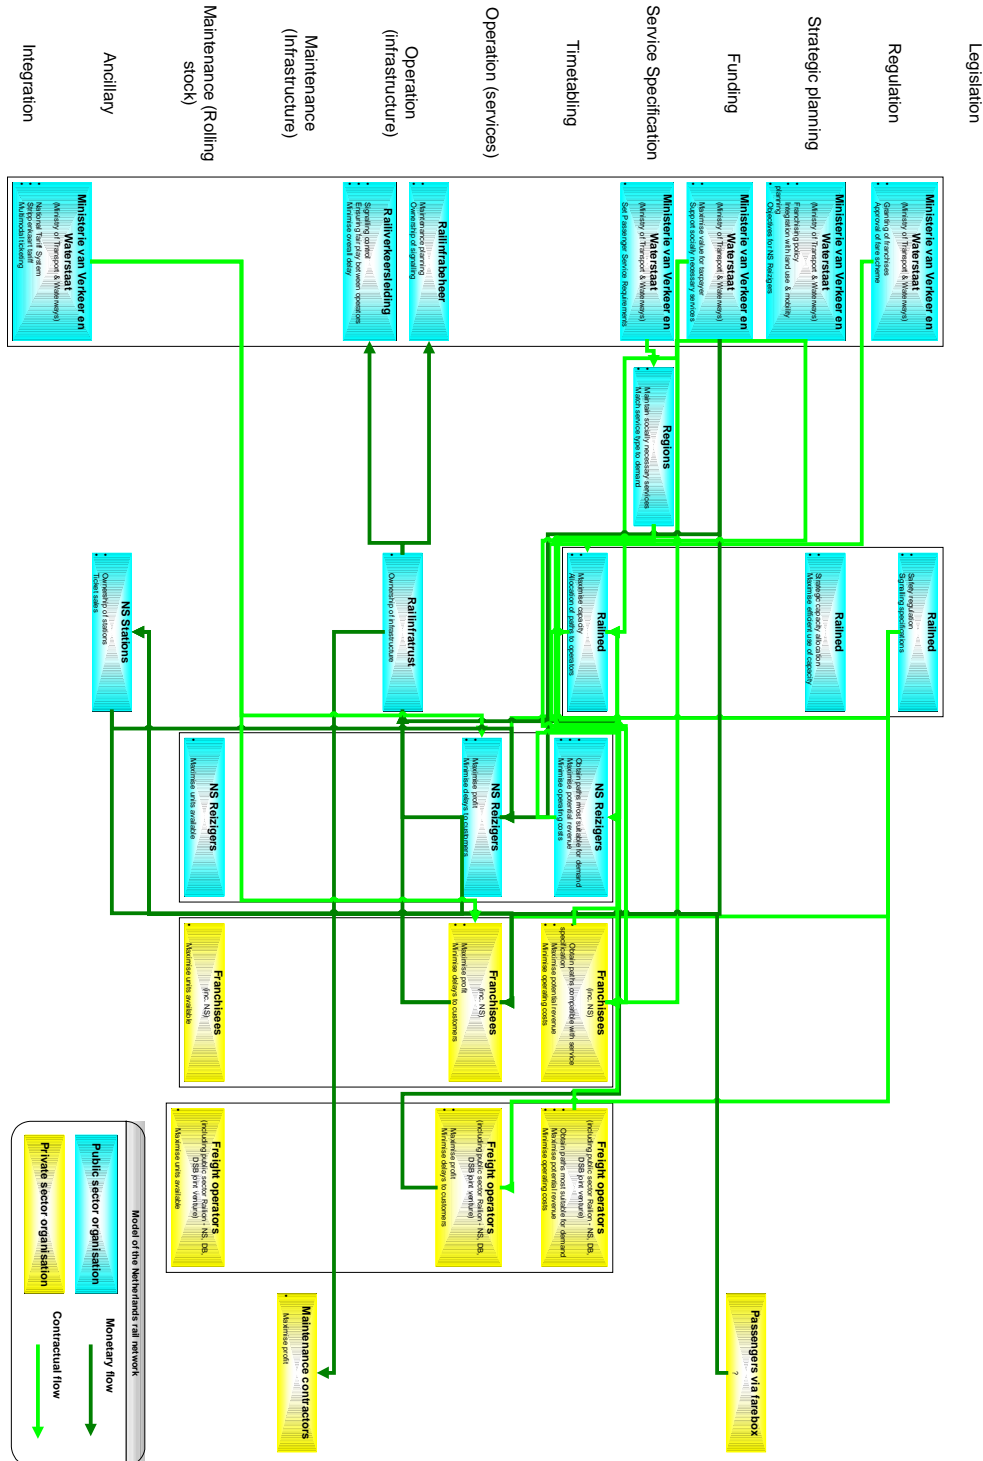 Legislation
Regulation
Strategic planning
Funding
Service Specification
Timetabling
Operation (services)
Operation
(infrastructure)
Maintenance
(Infrastructure)
Maintenance (Rolling
stock)
Ancillary
Integration
Ministerie van Verkeer en
Waterstaat
(Ministry of Transport & Waterways)
Granting of franchises
Approval of fare scheme
Ministerie van Verkeer en
Waterstaat
(Ministry of Transport & Waterways)
Franchising policy
Integration with land use & mobility
planning
Objectives for NS Reizigers
Ministerie van Verkeer en
Waterstaat
(Ministry of Transport & Waterways)
Maximise value for taxpayer
Support socially necessary services
Ministerie van Verkeer en
Waterstaat
(Ministry of Transport & Waterways)
Set Passenger Service Requirements
Railinfrabeheer
Maintenance planning
Ownership of signalling
Railverkeersleiding
Signalling control
Ensuring fair play between operators
Minimise overall delay
Ministerie van Verkeer en
Waterstaat
(Ministry of Transport & Waterways)
National Tariff System
Strippenkaart tariff
Multimodal ticketing
Regions
Maintain socially necessary services
Match service type to demand
Railned
Safety regulation
Signalling specifications
Railned
Strategic capacity allocation
Maximise efficient use of capacity
Railned
Maximise capacity
Allocation of paths to operators
Railinfratrust
Ownership of infrastructure
NS Stations
Ownership of stations
Ticket sales
NS Reizigers
Obtain paths most suitable for demand
Maximise potential revenue
Minimise operating costs
NS Reizigers
Maximise profit
Minimise delays to customers
NS Reizigers
Maximise units available
Franchisees
(inc. NS)
Obtain paths compatible with service
specification
Maximise potential revenue
Minimise operating costs
Franchisees
(inc. NS)
Maximise profit
Minimise delays to customers
Franchisees
(inc. NS)
Maximise units available
Freight operators
(including public sector Railion - NS, DB,
DSB joint venture)
Obtain paths most suitable for demand
Maximise potential revenue
Minimise operating costs
Freight operators
(including public sector Railion - NS, DB,
DSB joint venture)
Maximise profit
Minimise delays to customers
Freight operators
(including public sector Railion - NS, DB,
DSB joint venture)
Maximise units available
Passengers via farebox
?
Maintenance contractors
Maximise profit
Model of the Netherlands rail network
Public sector organisation
Private sector organisation
Monetary flow
Contractual flow